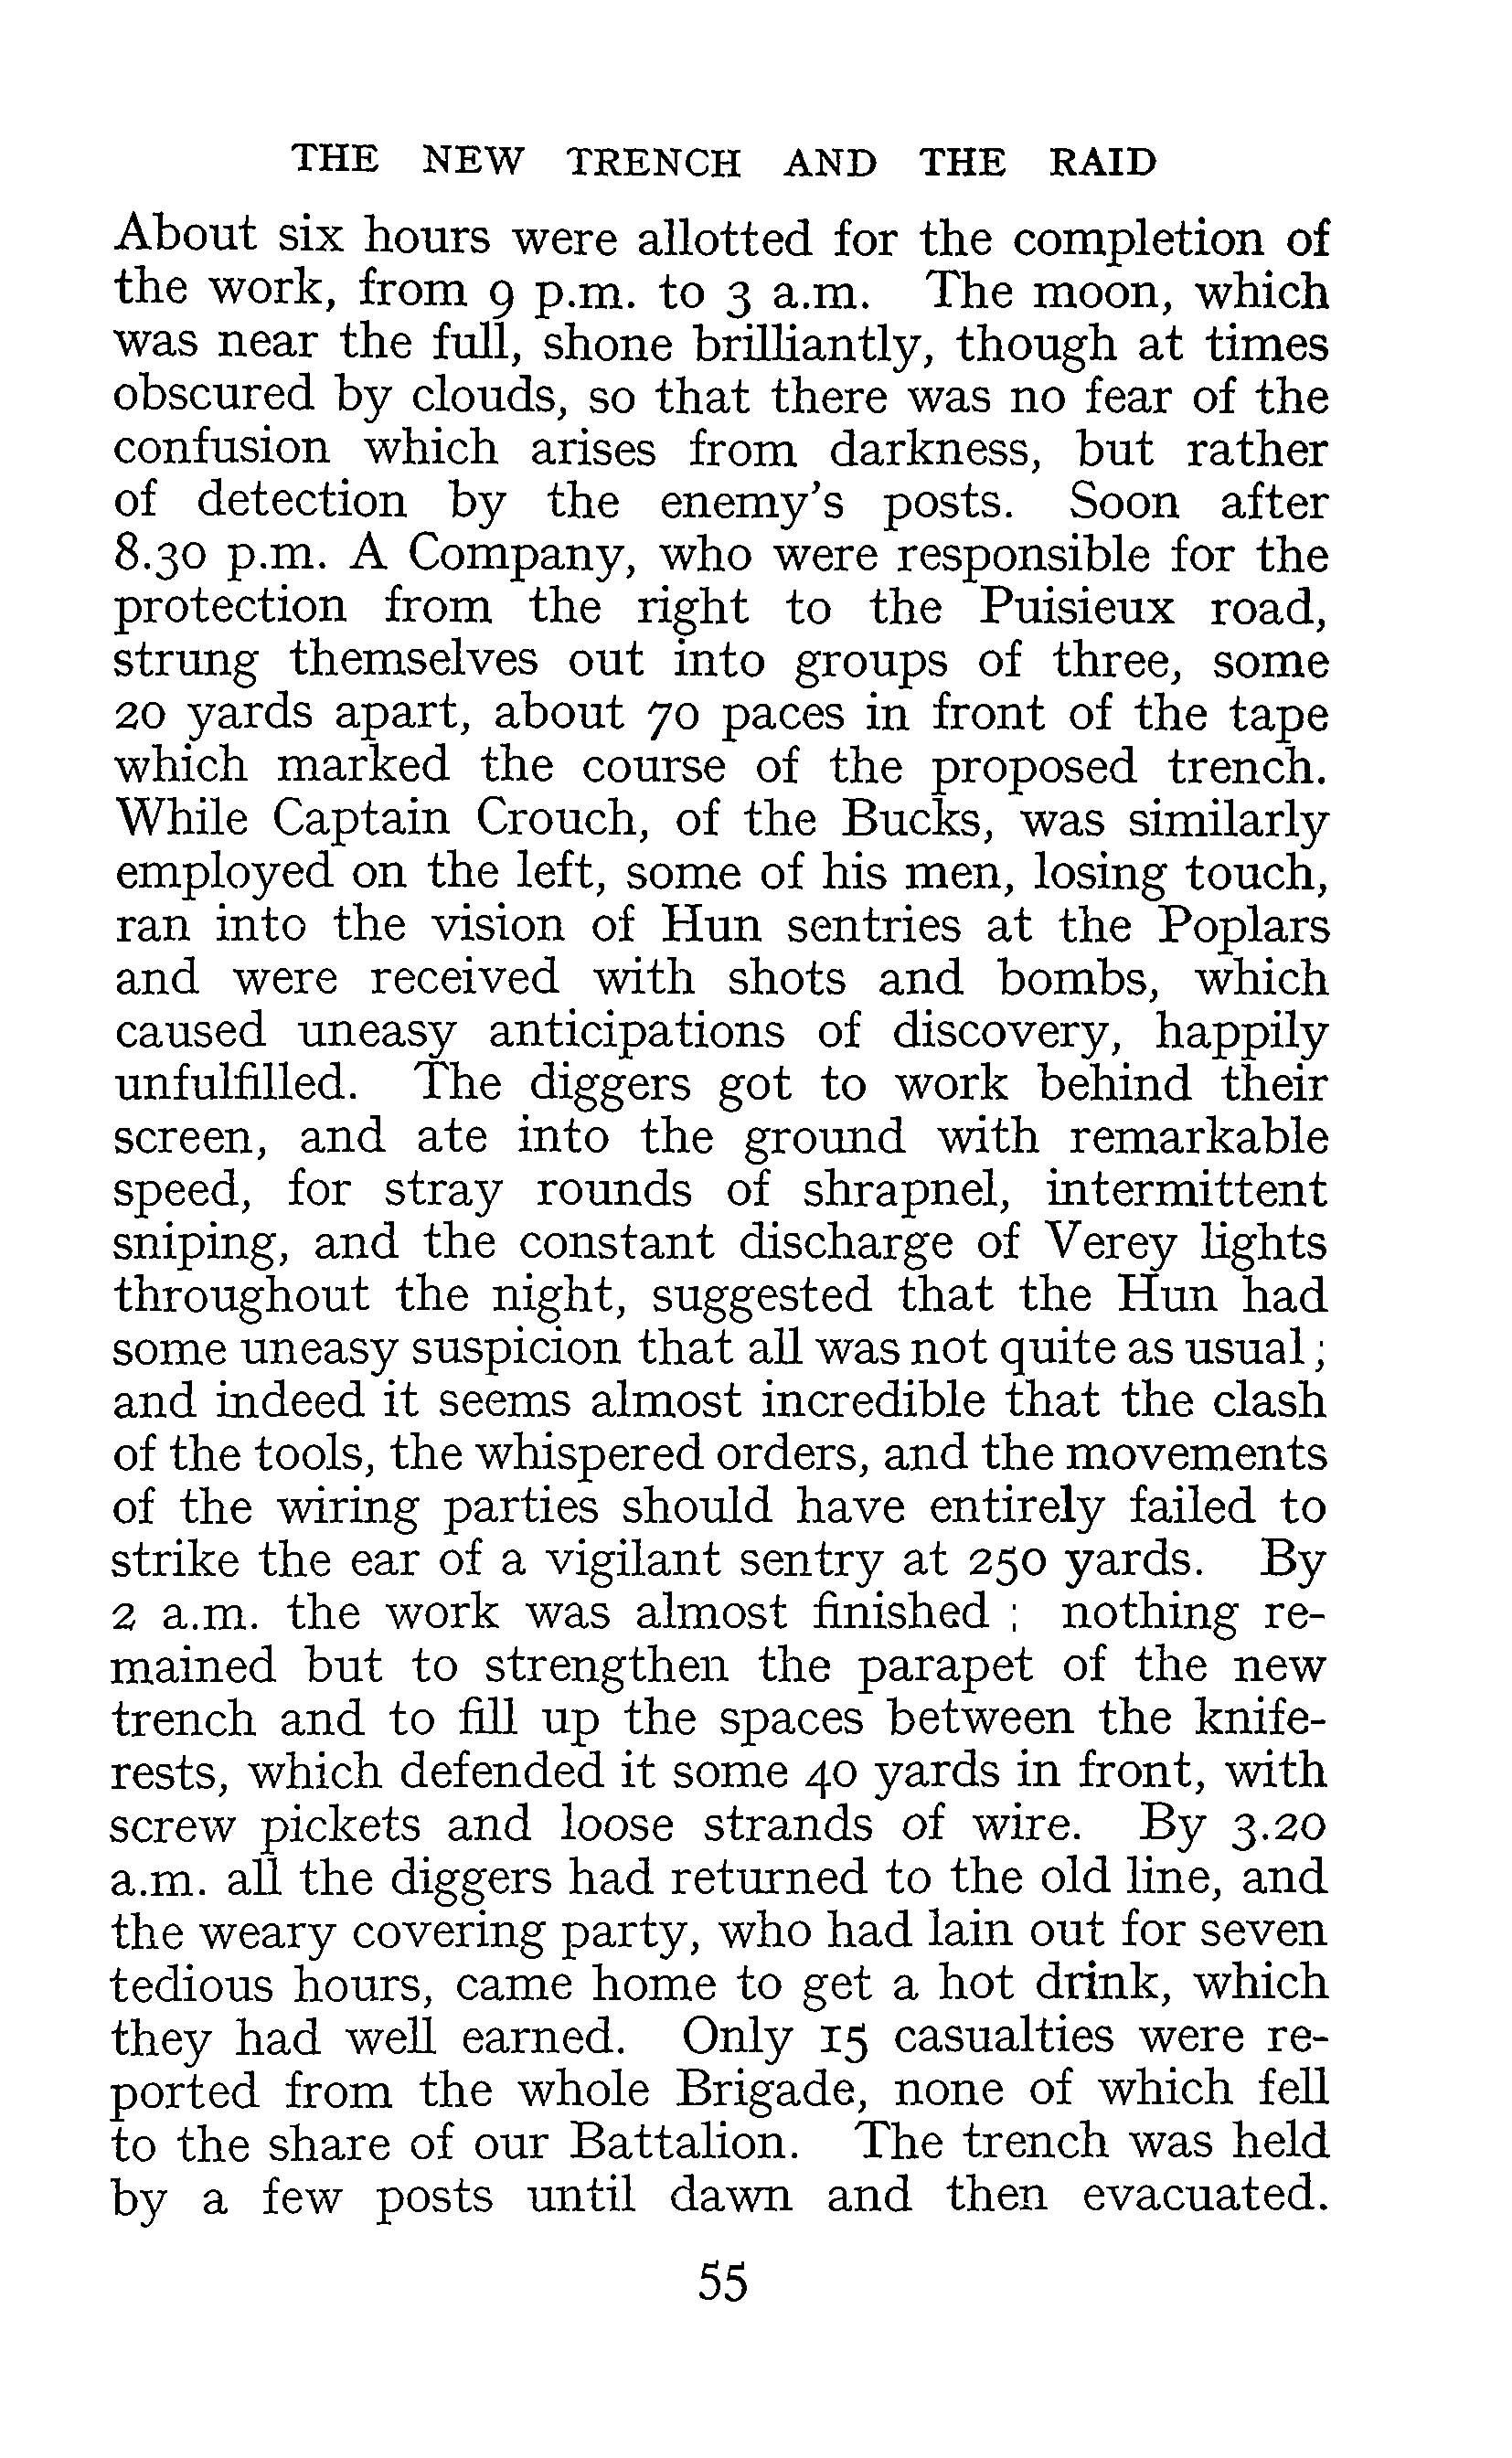 THE NEW TRENCH AND THE RAID
About six hours were allotted for the completion of
the work, from 9 p.m. to 3 a.m. The moon, which
was near the full, shone brilliantly, though at times
obscured by clouds, so that there was no fear of the
confusion which arises from darkness, but rather
of detection by the enemy's posts. Soon after
8.30 p.m. A Company, who were responsible for the
protection from the right to the Puisieux road,
strung themselves out into groups of three, some
20 yards apart, about 70 paces in front of the tape
which marked the course of the proposed trench.
While Captain Crouch, of the Bucks, was similarly
employed on the left, some of his men, losing touch,
ran into the vision of Hun sentries at the Poplars
and were received with shots and bombs, which
caused uneasy anticipations of discovery, happily
unfulfilled. The diggers got to work behind their
screen, and ate into the ground with remarkable
speed, for stray rounds of shrapnel, intermittent
sniping, and the constant discharge of Verey lights
throughout the night, suggested that the Hun had
some uneasy suspicion that all was not quite as usual;
and indeed it seems almost incredible that the clash
of the tools, the whispered orders, and the movements
of the wiring parties should have entirely failed to
strike the ear of a vigilant sentry at 250 yards. By
2 a.m. the work was almost finished ; nothing re-
mained but to strengthen the parapet of the new
trench and to fill up the spaces between the knife-
rests, which defended it some 40 yards in front, with
screw pickets and loose strands of wire. By 3.20
a.m. all the diggers had returned to the old line, and
the weary covering party, who had lain out for seven
tedious hours, came home to get a hot drink, which
they had well earned. Only 15 casualties were re-
ported from the whole Brigade, none of which fell
to the share of our Battalion. The trench was held
by a few posts until dawn and then evacuated.
55